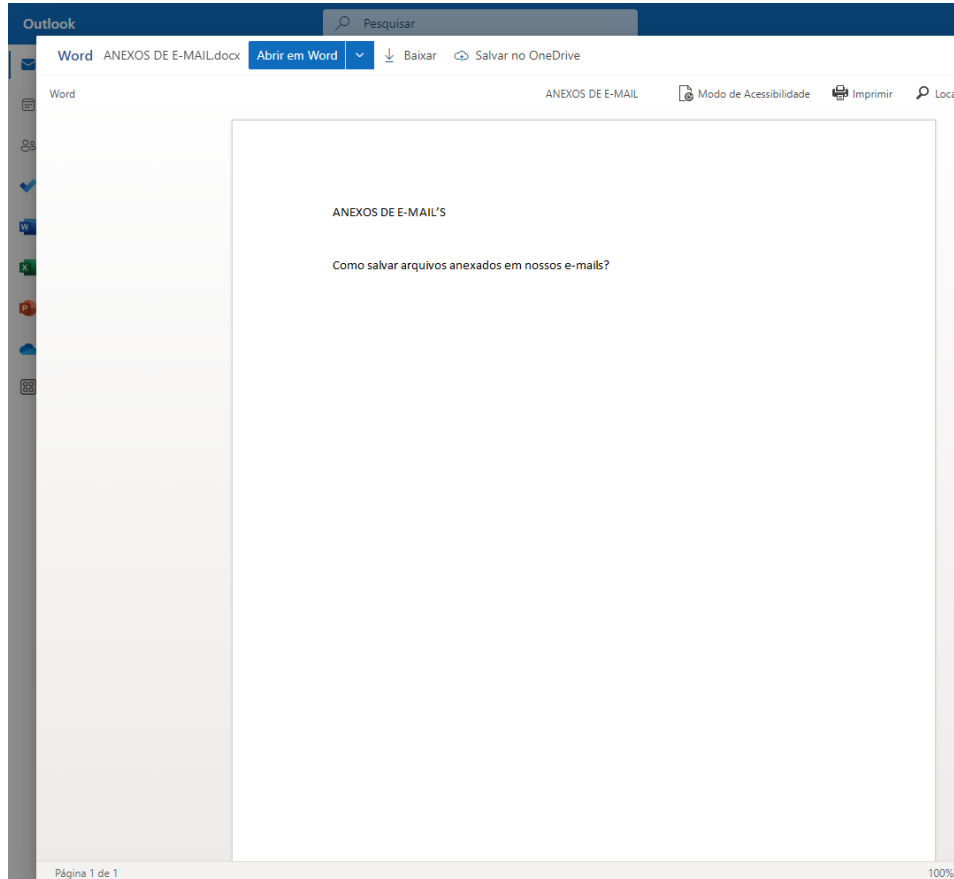 Outlook
Pesquisar
Word ANEXOS DE E-MAIL.docx Abrir em Word Baixar Salvar no OneDrive
Word ANEXOS DE E-MAIL Modo de Acessibilidade Imprimir Loca
ANEXOS DE E-MAIL'S
Como salvar arquivos anexados em nossos e-mails?
Página 1 de 1 100%